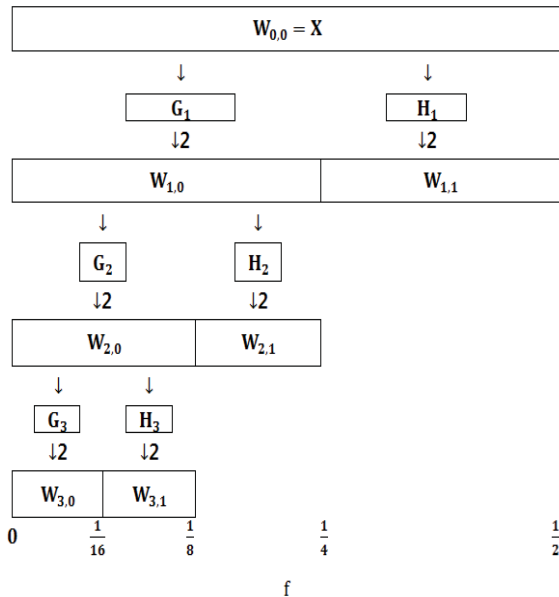 W₀,₀ = X
↓ ↓
G₁ H₁
↓2 ↓2
W₁,₀ W₁,₁
↓ ↓
G₂ H₂
↓2 ↓2
W₂,₀ W₂,₁
↓ ↓
G₃ H₃
↓2 ↓2
W₃,₀ W₃,₁
0 1/16 1/8 1/4 1/2
f